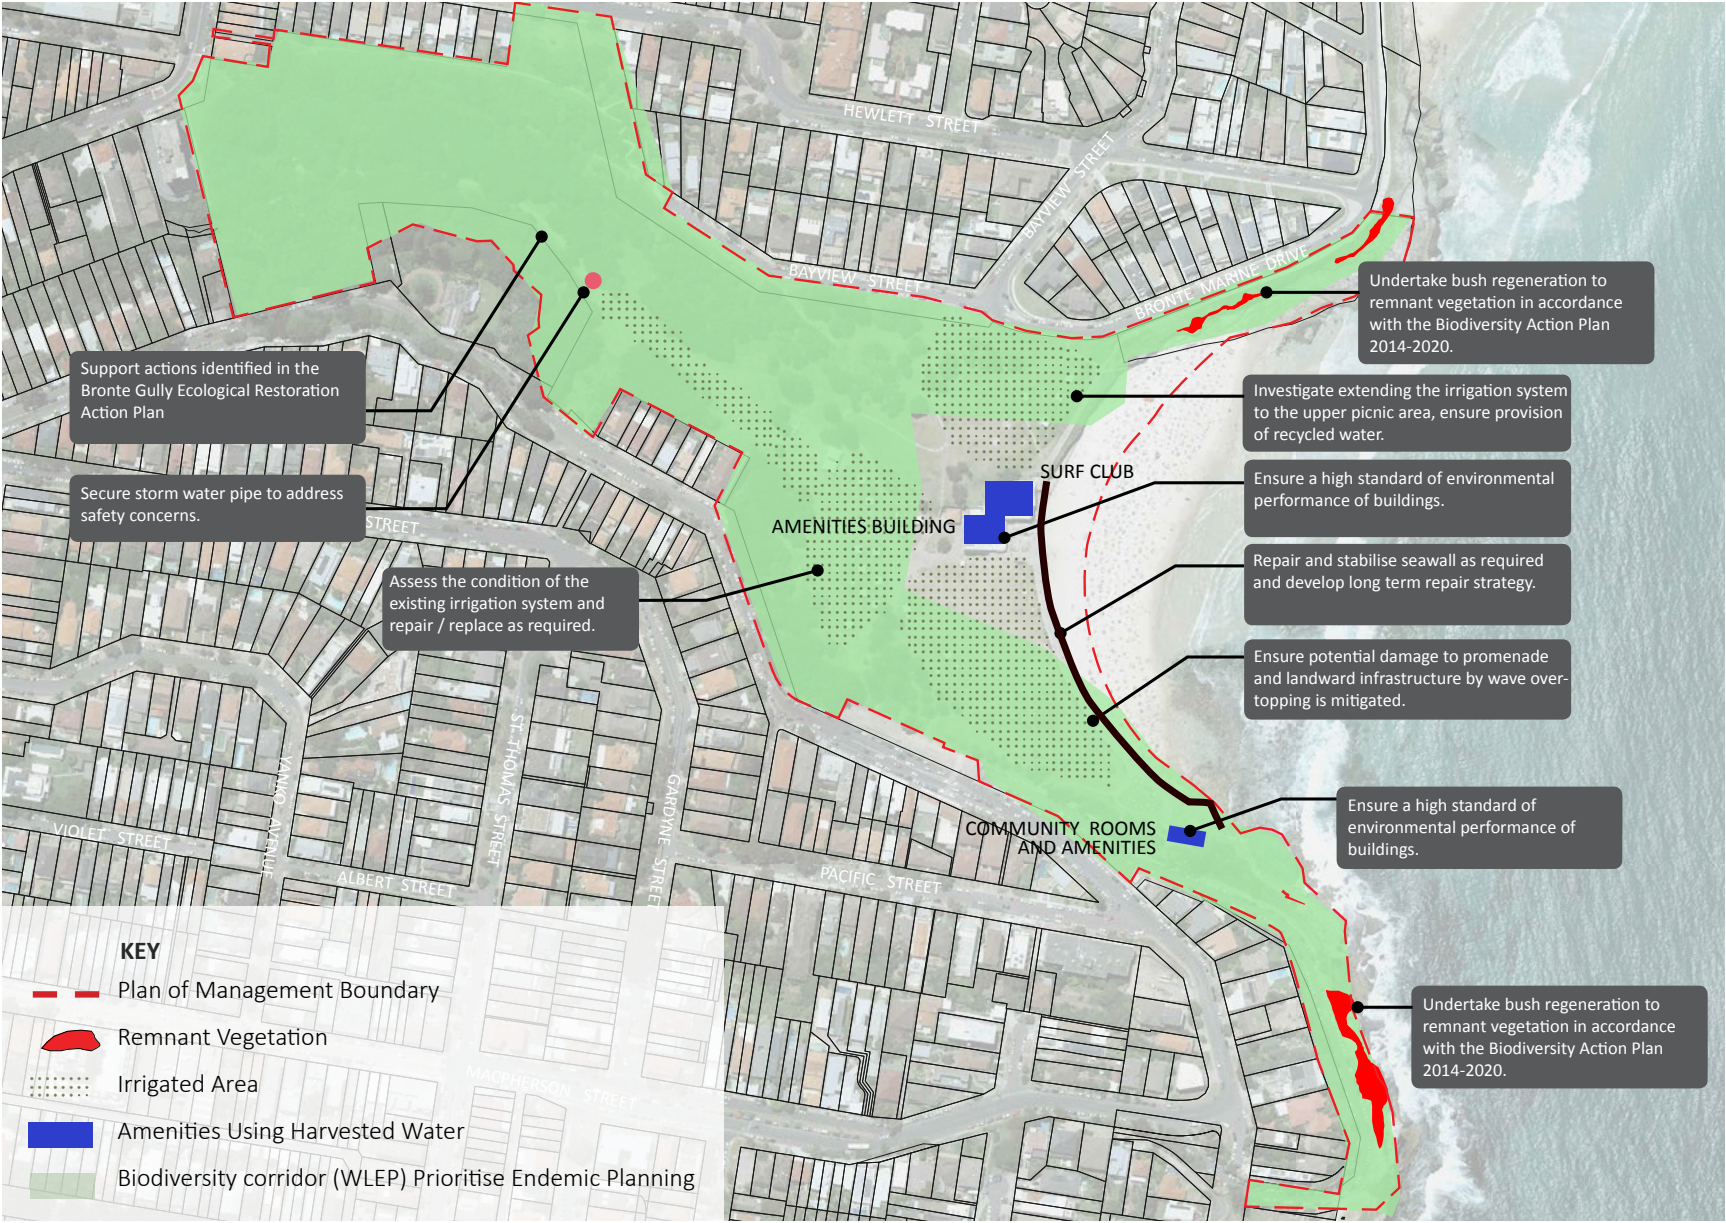 HEWLETT STREET
BAYVIEW STREET
BAYVIEW STREET
BRONTE MARINE DRIVE
Undertake bush regeneration to
remnant vegetation in accordance
with the Biodiversity Action Plan
2014-2020.
Support actions identified in the
Bronte Gully Ecological Restoration
Action Plan
Investigate extending the irrigation system
to the upper picnic area, ensure provision
of recycled water.
SURF CLUB
Ensure a high standard of environmental
performance of buildings.
Secure storm water pipe to address
safety concerns.
STREET
AMENITIES BUILDING
Repair and stabilise seawall as required
and develop long term repair strategy.
Assess the condition of the
existing irrigation system and
repair / replace as required.
Ensure potential damage to promenade
and landward infrastructure by wave over-
topping is mitigated.
ST THOMAS STREET
YANKO AVENUE
GARDYNE STREET
Ensure a high standard of
environmental performance of
buildings.
COMMUNITY ROOMS
AND AMENITIES
VIOLET STREET
ALBERT STREET
PACIFIC STREET
KEY
Plan of Management Boundary
Remnant Vegetation
Irrigated Area
MACPHERSON STREET
Amenities Using Harvested Water
Biodiversity corridor (WLEP) Prioritise Endemic Planning
Undertake bush regeneration to
remnant vegetation in accordance
with the Biodiversity Action Plan
2014-2020.